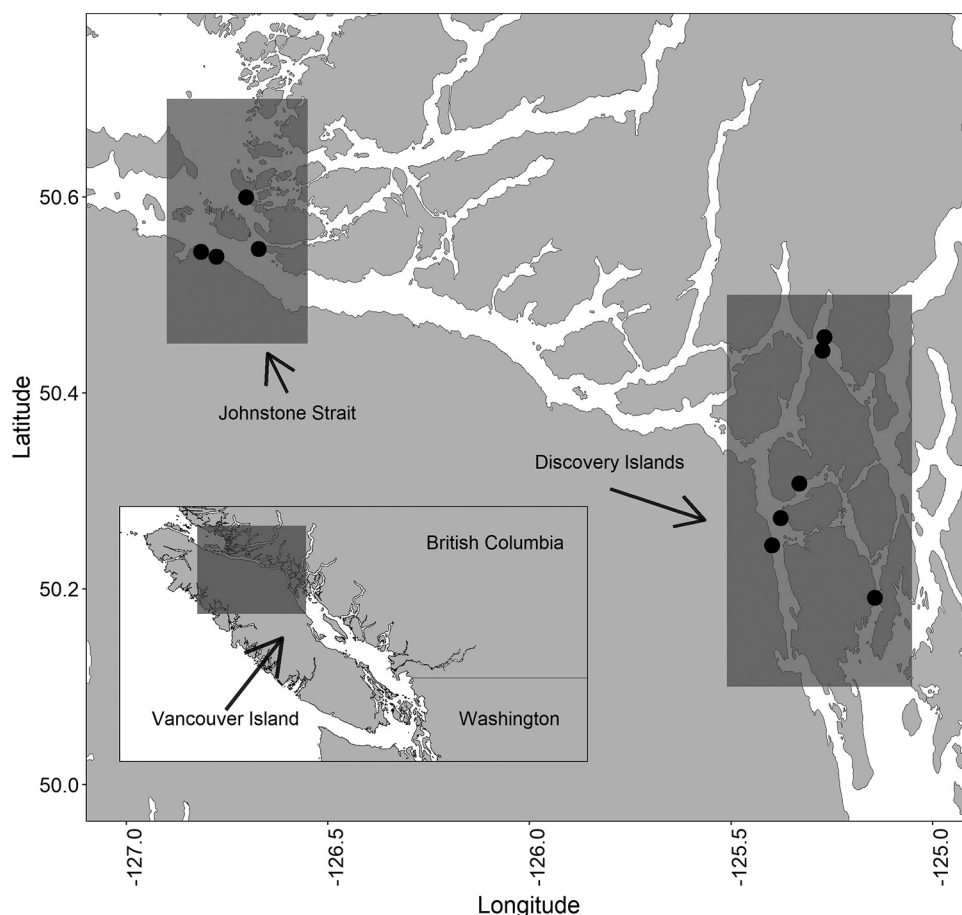 50.6
50.4
50.2
50.0
Latitude
Johnstone Strait
Discovery Islands
British Columbia
Vancouver Island
Washington
-127.0
-126.5
-126.0
-125.5
-125.0
Longitude